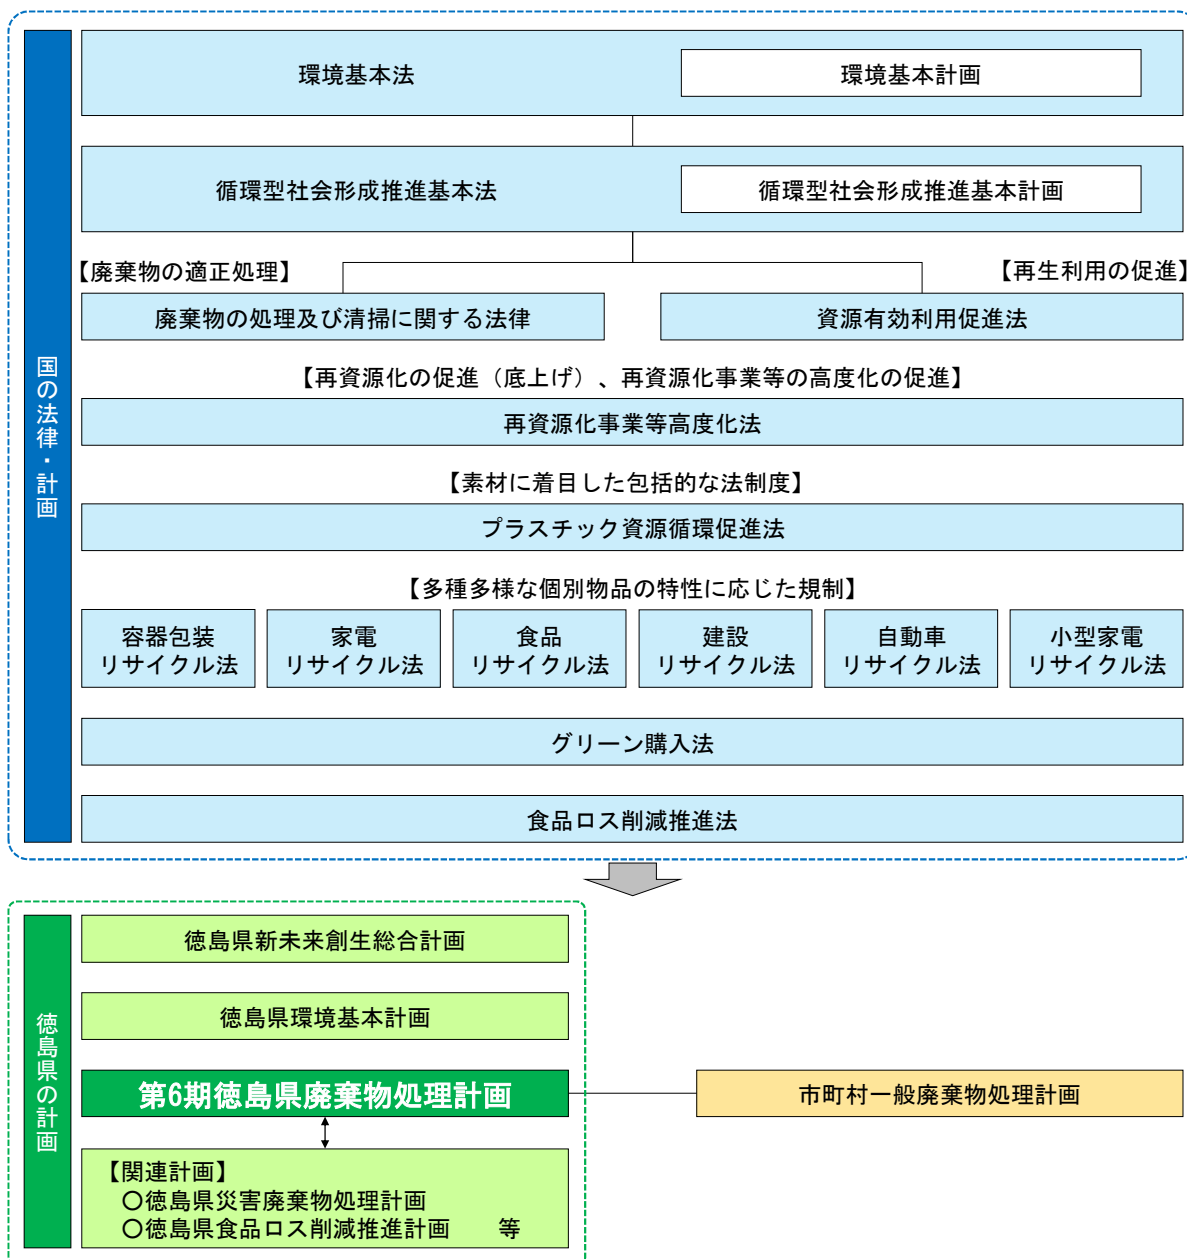 国の法律・計画
環境基本法
環境基本計画
循環型社会形成推進基本法
循環型社会形成推進基本計画
【廃棄物の適正処理】
【再生利用の促進】
廃棄物の処理及び清掃に関する法律
資源有効利用促進法
【再資源化の促進（底上げ）、再資源化事業等の高度化の促進】
再資源化事業等高度化法
【素材に着目した包括的な法制度】
プラスチック資源循環促進法
【多種多様な個別物品の特性に応じた規制】
容器包装
リサイクル法
家電
リサイクル法
食品
リサイクル法
建設
リサイクル法
自動車
リサイクル法
小型家電
リサイクル法
グリーン購入法
食品ロス削減推進法
徳島県の計画
徳島県新未来創生総合計画
徳島県環境基本計画
第6期徳島県廃棄物処理計画
市町村一般廃棄物処理計画
【関連計画】
○徳島県災害廃棄物処理計画
○徳島県食品ロス削減推進計画　　等